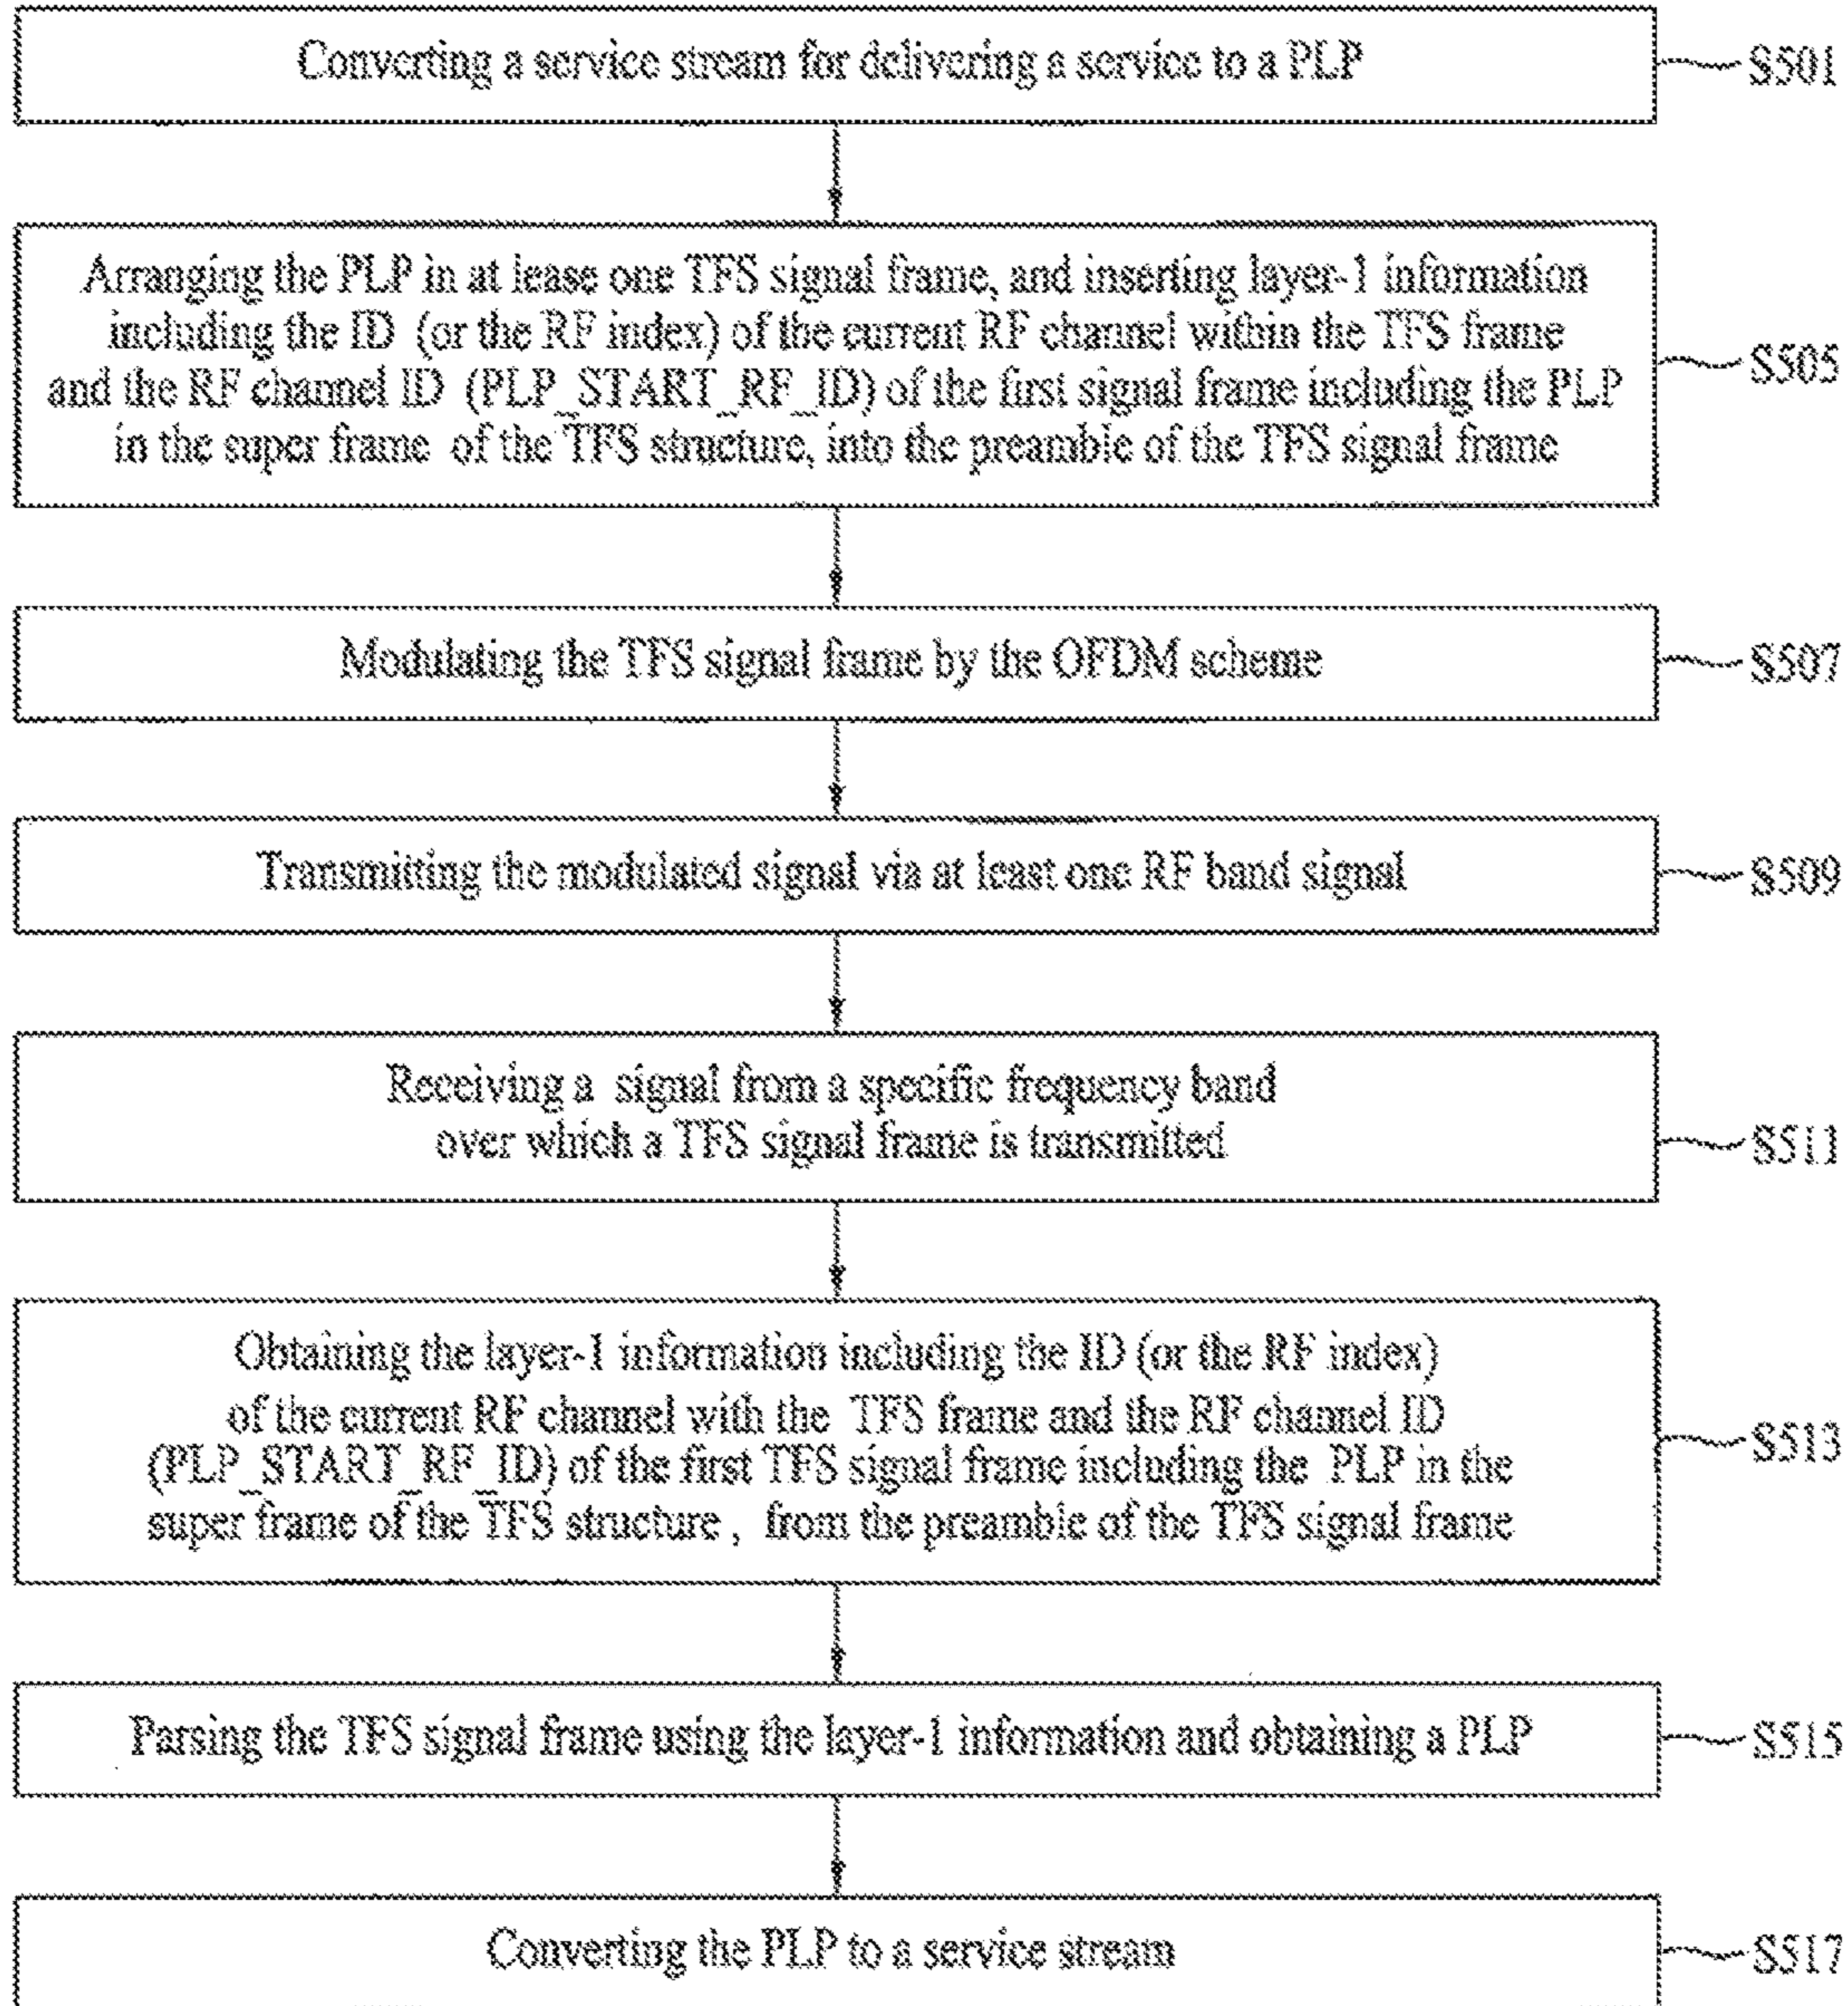 Converting a service stream for delivering a service to a PLP
S501
Arranging the PLP in at lease one TFS signal frame, and inserting layer-1 information
including the ID (or the RF index) of the current RF channel within the TFS frame
and the RF channel ID (PLP_START_RF_ID) of the first signal frame including the PLP
in the super frame of the TFS structure, into the preamble of the TFS signal frame
S505
Modulating the TFS signal frame by the OFDM scheme
S507
Transmitting the modulated signal via at least one RF band signal
S509
Receiving a signal from a specific frequency band
over which a TFS signal frame is transmitted
S511
Obtaining the layer-1 information including the ID (or the RF index)
of the current RF channel with the TFS frame and the RF channel ID
(PLP_START_RF_ID) of the first TFS signal frame including the PLP in the
super frame of the TFS structure , from the preamble of the TFS signal frame
S513
Parsing the TFS signal frame using the layer-1 information and obtaining a PLP
S515
Converting the PLP to a service stream
S517